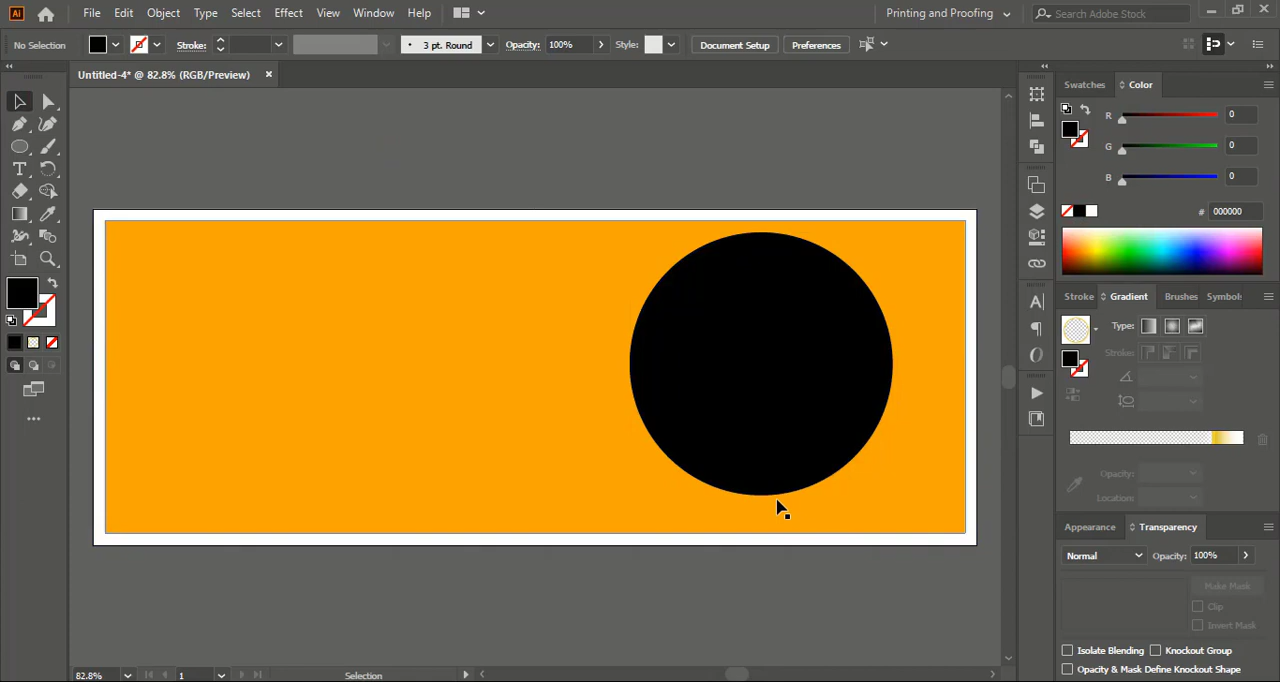 Ai File Edit Object Type Select Effect View Window Help Printing and Proofing Search Adobe Stock
No Selection Stroke: 3 pt. Round Opacity: 100% Style: Document Setup Preferences
Untitled-4* @ 82.8% (RGB/Preview) ×
Swatches Color
R 0
G 0
B 0
# 000000
Stroke Gradient Brushes Symbols
Type:
Stroke:
Opacity:
Location:
Appearance Transparency
Normal Opacity: 100%
Make Mask
Clip
Invert Mask
Isolate Blending Knockout Group
Opacity & Mask Define Knockout Shape
82.8% 1 Selection